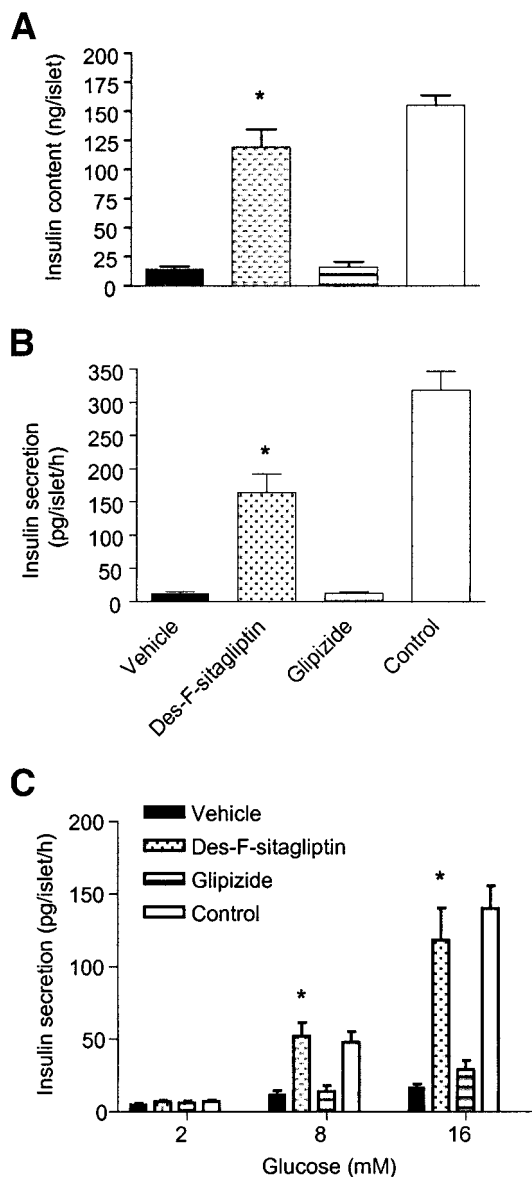 A
Insulin content (ng/islet)
200
175
150
125
100
75
50
25
0
*
B
Insulin secretion
(pg/islet/h)
350
300
250
200
150
100
50
0
*
Vehicle
Des-F-sitagliptin
Glipizide
Control
C
Insulin secretion (pg/islet/h)
200
150
100
50
0
Vehicle
Des-F-sitagliptin
Glipizide
Control
*
*
2
8
16
Glucose (mM)